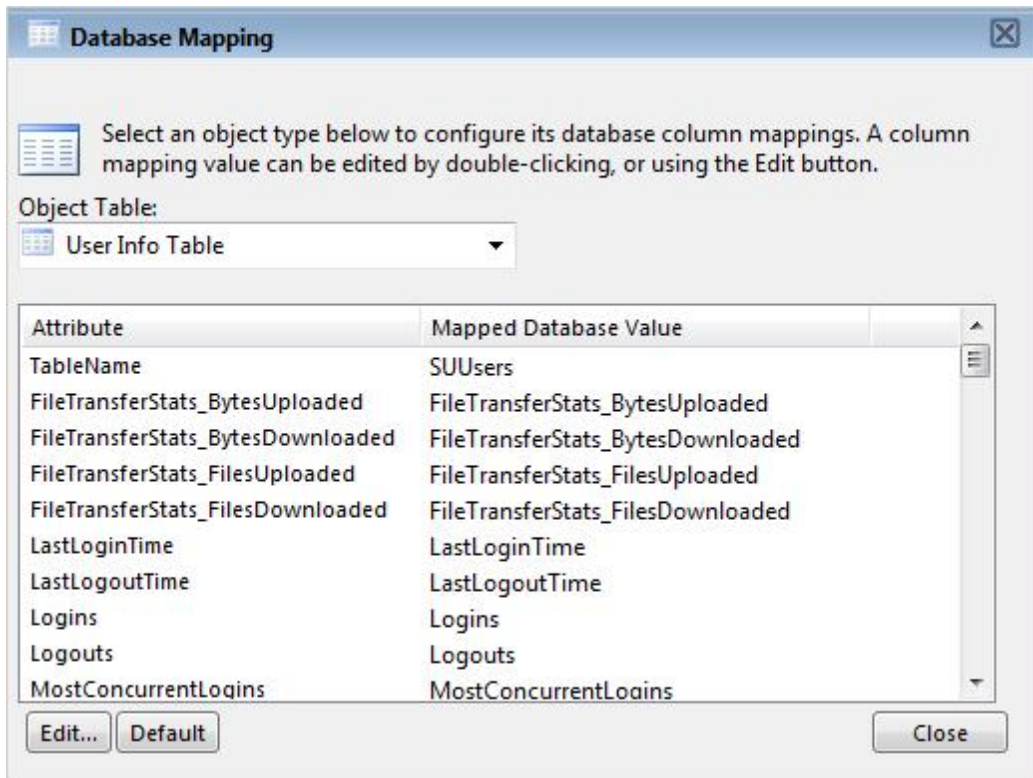 Database Mapping
Select an object type below to configure its database column mappings. A column
mapping value can be edited by double-clicking, or using the Edit button.
Object Table:
User Info Table
Attribute Mapped Database Value
TableName SUUsers
FileTransferStats_BytesUploaded FileTransferStats_BytesUploaded
FileTransferStats_BytesDownloaded FileTransferStats_BytesDownloaded
FileTransferStats_FilesUploaded FileTransferStats_FilesUploaded
FileTransferStats_FilesDownloaded FileTransferStats_FilesDownloaded
LastLoginTime LastLoginTime
LastLogoutTime LastLogoutTime
Logins Logins
Logouts Logouts
MostConcurrentLogins MostConcurrentLogins
Edit... Default Close